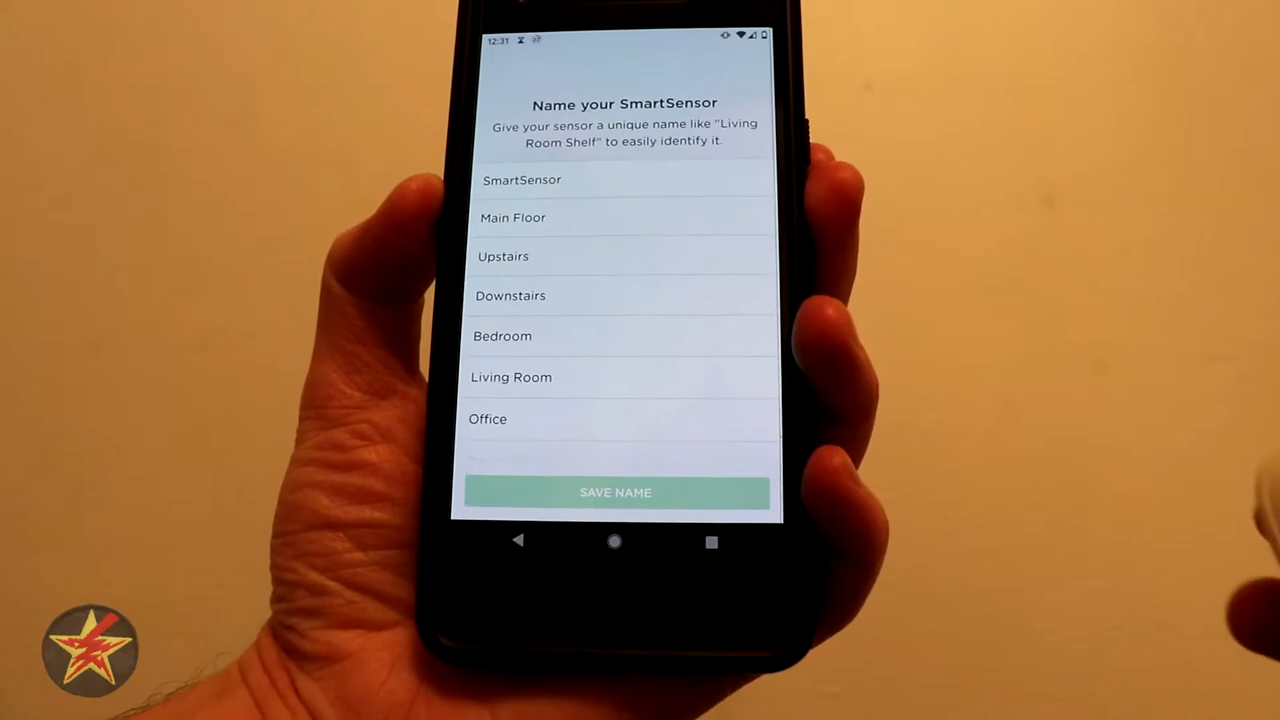 12:31
Name your SmartSensor
Give your sensor a unique name like "Living
Room Shelf" to easily identify it.
SmartSensor
Main Floor
Upstairs
Downstairs
Bedroom
Living Room
Office
SAVE NAME